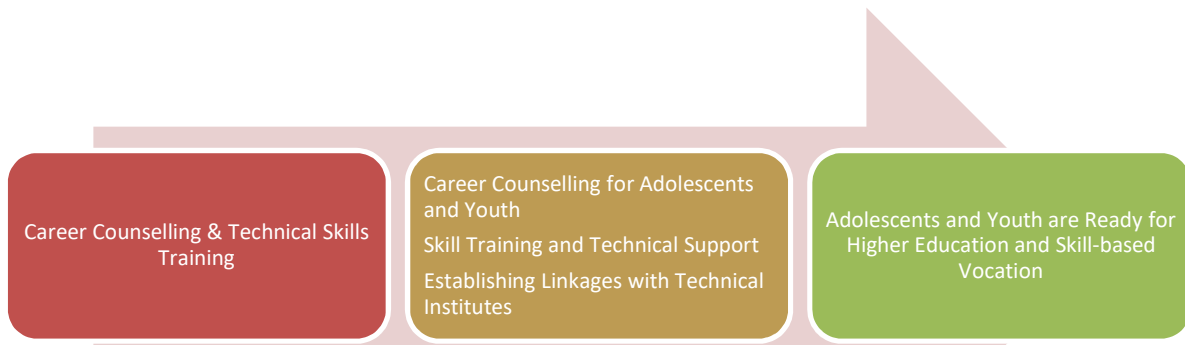 Career Counselling & Technical Skills
Training
Career Counselling for Adolescents
and Youth
Skill Training and Technical Support
Establishing Linkages with Technical
Institutes
Adolescents and Youth are Ready for
Higher Education and Skill-based
Vocation